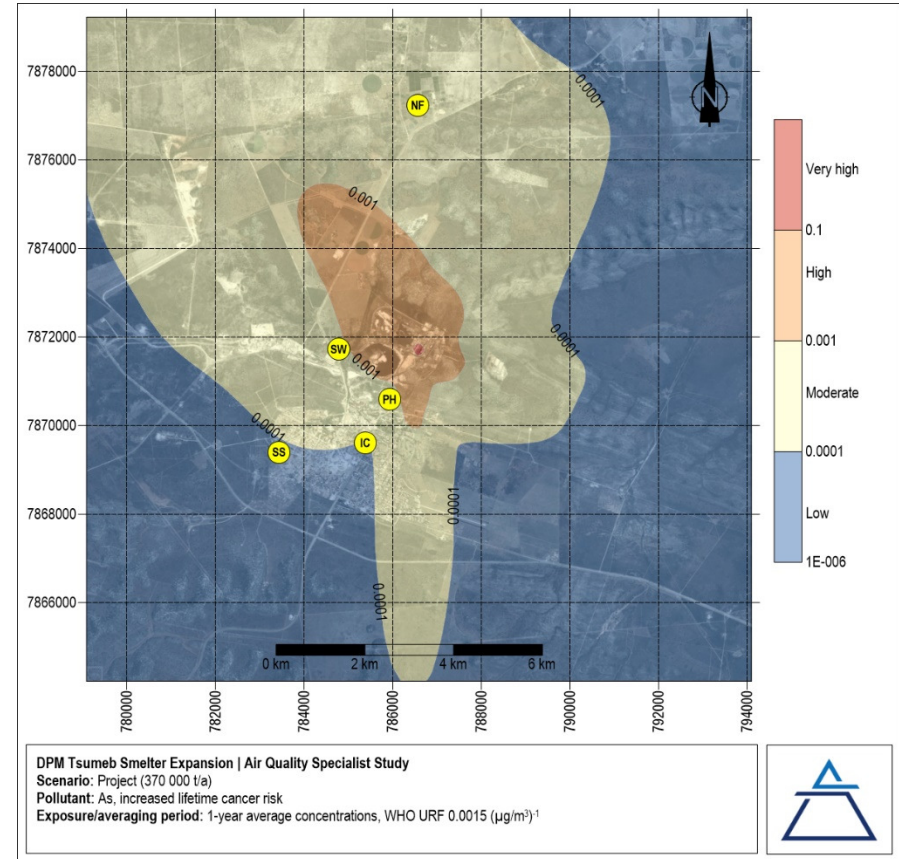 7878000
7876000
7874000
7872000
7870000
7868000
7866000
0.0001
NF
N
0.001
0.0001
SW
0.001
PH
0.0001
SS
IC
0.0001
0.0001
0 km 2 km 4 km 6 km
780000 782000 784000 786000 788000 790000 792000 794000
Very high
0.1
High
0.001
Moderate
0.0001
Low
1E-006
DPM Tsumeb Smelter Expansion | Air Quality Specialist Study
Scenario: Project (370 000 t/a)
Pollutant: As, increased lifetime cancer risk
Exposure/averaging period: 1-year average concentrations, WHO URF 0.0015 (µg/m³)⁻¹